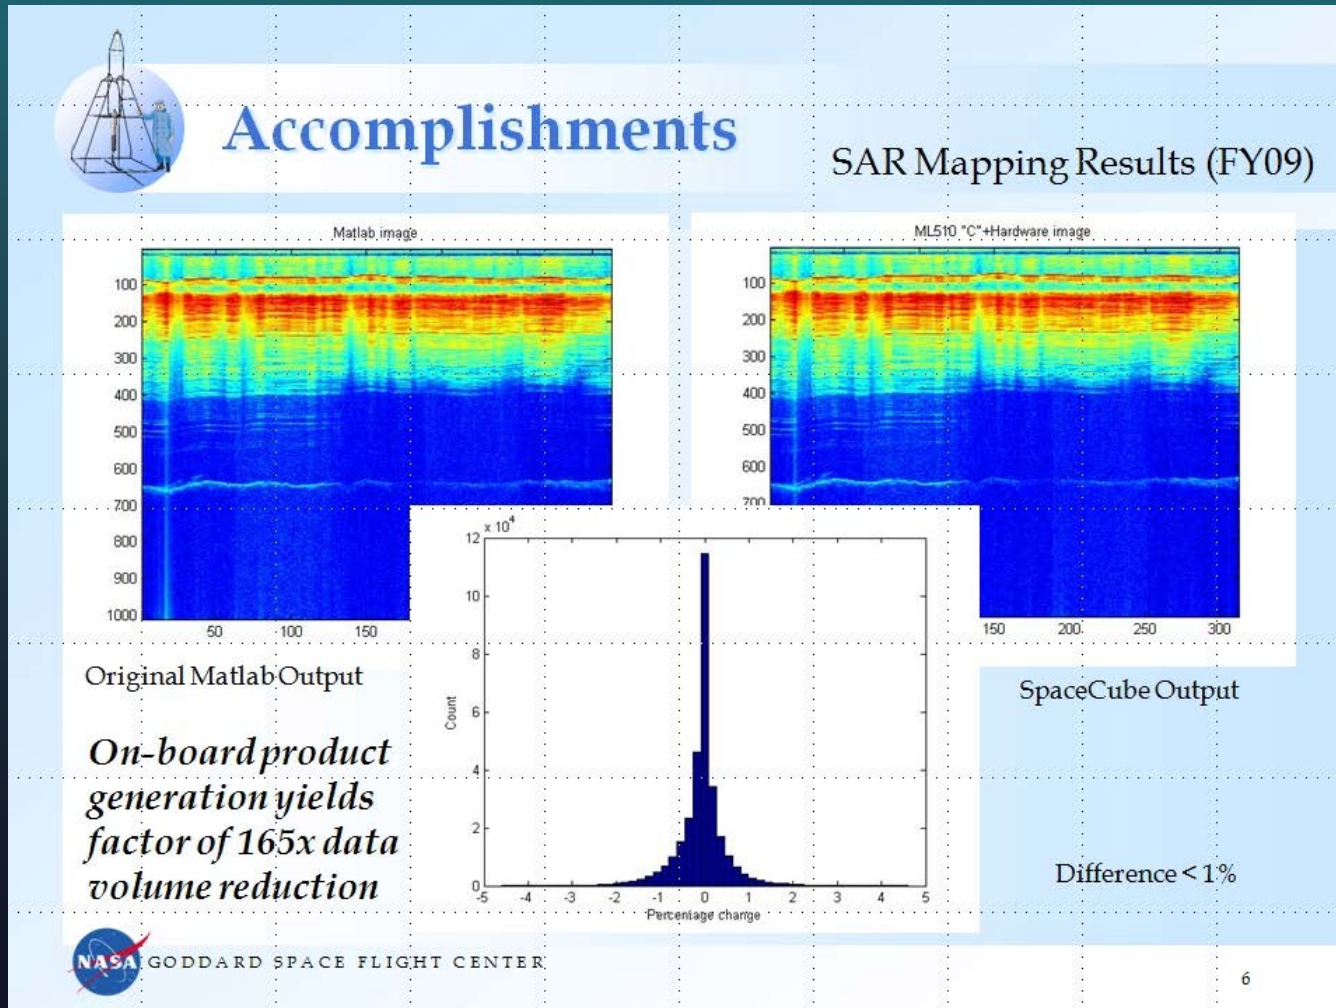 Accomplishments
SAR Mapping Results (FY09)
Matlab image
100
200
300
400
500
600
700
800
900
1000
50 100 150
ML510 "C"+Hardware image
100
200
300
400
500
600
700
150 200 250 300
x 10^4
12
10
8
6
4
2
0
Count
-5 -4 -3 -2 -1 0 1 2 3 4 5
Percentage change
Original Matlab Output
SpaceCube Output
On-board product
generation yields
factor of 165x data
volume reduction
Difference < 1%
NASA
GODDARD SPACE FLIGHT CENTER
6